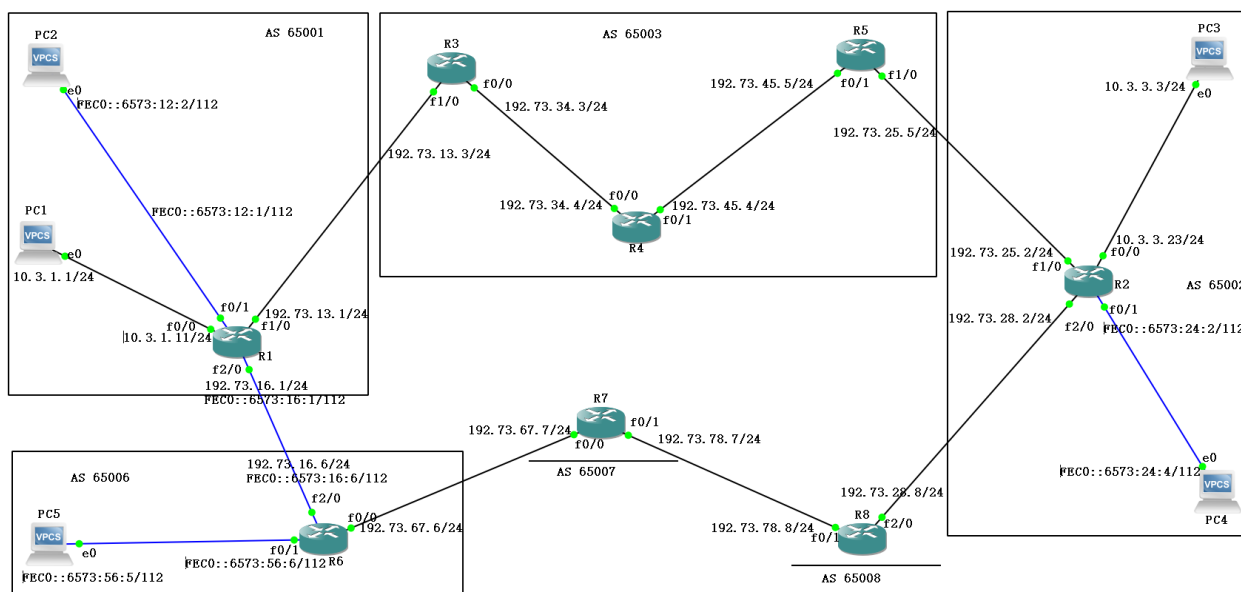 PC2
AS 65001
VPCS
e0
FEC0::6573:12:2/112
PC1
VPCS
e0
10.3.1.1/24
FEC0::6573:12:1/112
f0/1
192.73.13.1/24
f0/0
f1/0
10.3.1.11/24
R1
f2/0
192.73.16.1/24
FEC0::6573:16:1/112
R3
AS 65003
R5
f0/0
f1/0
192.73.34.3/24
192.73.13.3/24
192.73.45.5/24
f1/0
f0/1
192.73.25.5/24
f0/0
192.73.34.4/24
192.73.45.4/24
f0/1
R4
PC3
VPCS
10.3.3.3/24
e0
10.3.3.23/24
192.73.25.2/24
f0/0
f1/0
R2
AS 65002
192.73.28.2/24
f0/1
f2/0
FEC0::6573:24:2/112
e0
FEC0::6573:24:4/112
VPCS
PC4
R7
f0/1
192.73.67.7/24
f0/0
192.73.78.7/24
AS 65007
AS 65006
192.73.16.6/24
FEC0::6573:16:6/112
f2/0
f0/0
192.73.67.6/24
PC5
VPCS
e0
f0/1
FEC0::6573:56:6/112
R6
FEC0::6573:56:5/112
192.73.28.8/24
R8
192.73.78.8/24
f2/0
f0/1
AS 65008